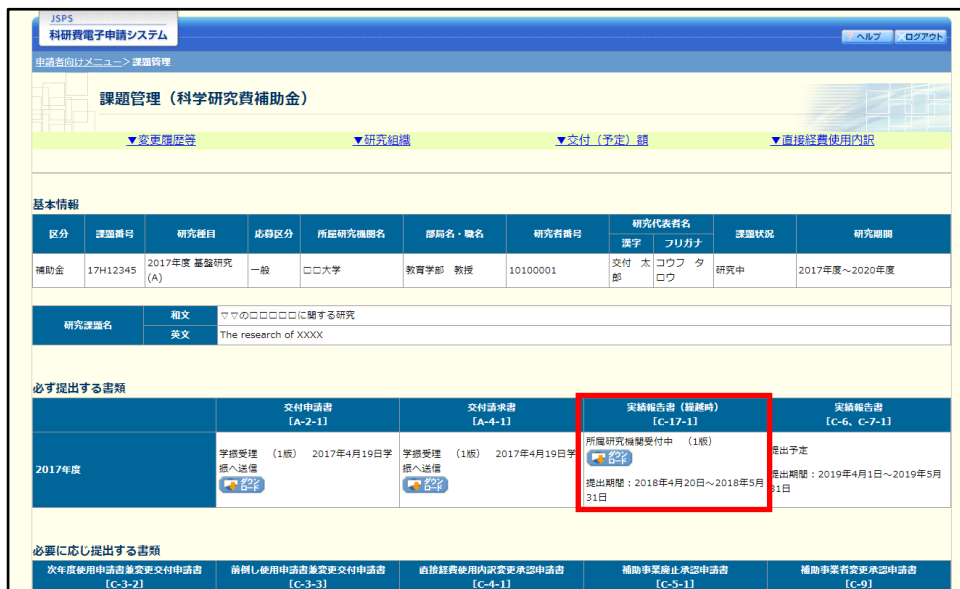 JSPS
科研費電子申請システム
ヘルプ
ログアウト
申請者向けメニュー>課題管理
課題管理（科学研究費補助金）
▼変更履歴等
▼研究組織
▼交付（予定）額
▼直接経費使用内訳
基本情報
区分
課題番号
研究種目
応募区分
所属研究機関名
部局名・職名
研究者番号
研究代表者名
漢字
フリガナ
課題状況
研究期間
補助金
17H12345
2017年度 基盤研究
(A)
一般
□□大学
教育学部　教授
10100001
交付　太
郎
コウフ　タ
ロウ
研究中
2017年度～2020年度
研究課題名
和文
▽▽の□□□□□に関する研究
英文
The research of XXXX
必ず提出する書類
交付申請書
[A-2-1]
交付請求書
[A-4-1]
実績報告書（繰越時）
[C-17-1]
実績報告書
[C-6、C-7-1]
2017年度
学振受理　（1版）　2017年4月19日学
振へ送信
ダウン
ロード
学振受理　（1版）　2017年4月19日学
振へ送信
ダウン
ロード
所属研究機関受付中　（1版）
ダウン
ロード
提出期間：2018年4月20日～2018年5月
31日
提出予定
提出期間：2019年4月1日～2019年5月
31日
必要に応じ提出する書類
次年度使用申請書兼変更交付申請書
[C-3-2]
前倒し使用申請書兼変更交付申請書
[C-3-3]
直接経費使用内訳変更承認申請書
[C-4-1]
補助事業廃止承認申請書
[C-5-1]
補助事業者変更承認申請書
[C-9]